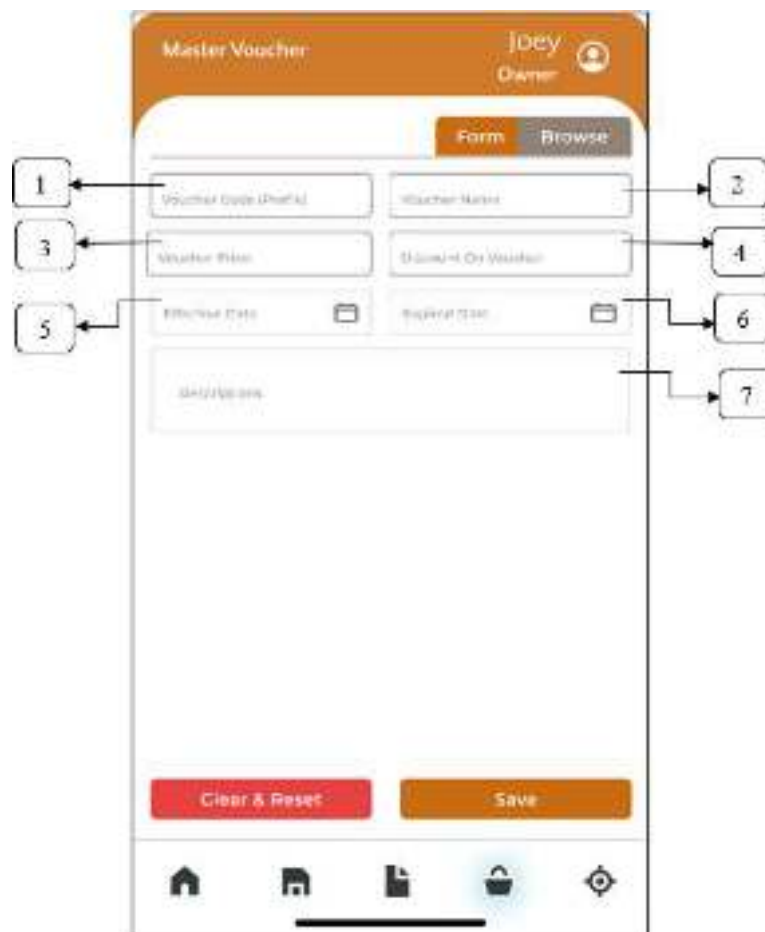 Master Voucher
Joey
Owner
Form Browse
1
Voucher Code (Prefix)
Voucher Name
2
3
Voucher Price
Discount On Voucher
4
5
Effective Date
Expired Date
6
Descriptions
7
Clear & Reset
Save